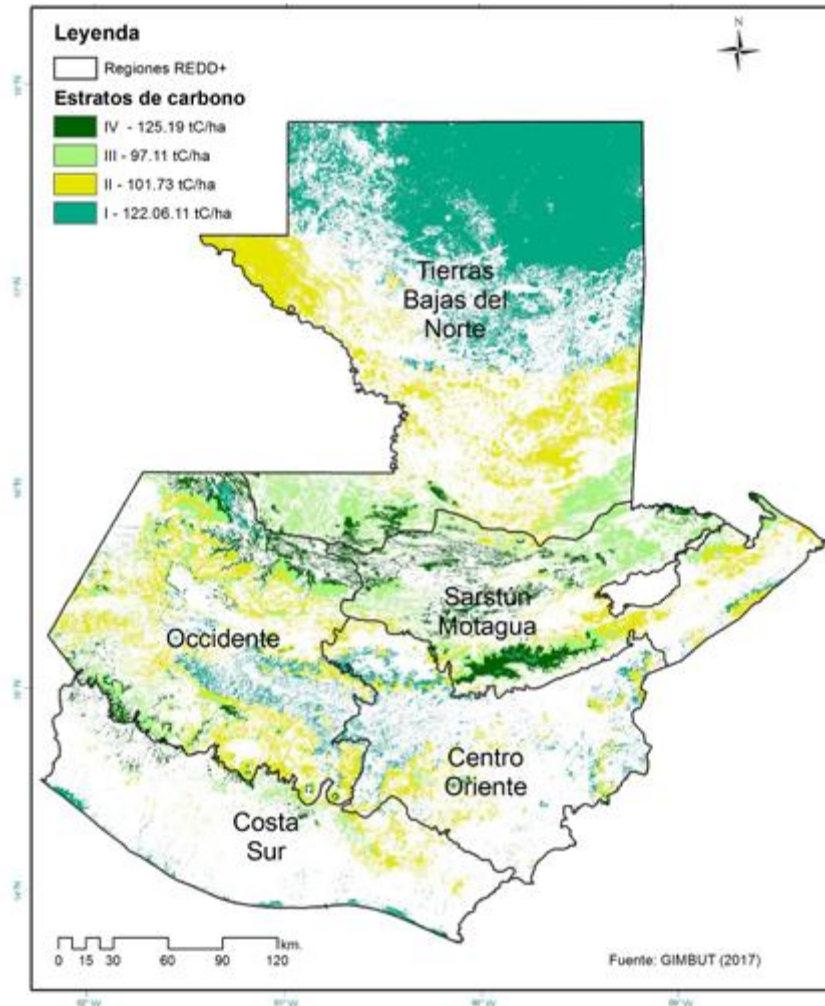 Leyenda
Regiones REDD+
Estratos de carbono
IV - 125.19 tC/ha
III - 97.11 tC/ha
II - 101.73 tC/ha
I - 122.06.11 tC/ha
N
Tierras
Bajas del
Norte
Sarstún
Motagua
Occidente
Centro
Oriente
Costa
Sur
km.
0 15 30 60 90 120
Fuente: GIMBUT (2017)